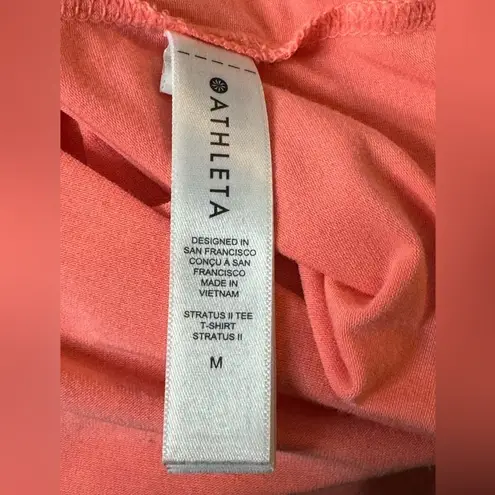 ATHLETA
DESIGNED IN
SAN FRANCISCO
CONÇU À SAN
FRANCISCO
MADE IN
VIETNAM
STRATUS II TEE
T-SHIRT
STRATUS II
M